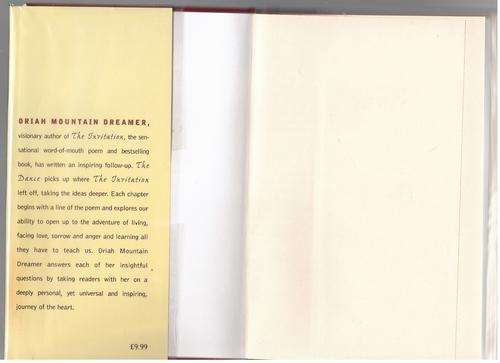 ORIAH MOUNTAIN DREAMER,
visionary author of The Invitation, the sen-
sational word-of-mouth poem and bestselling
book, has written an inspiring follow-up. The
Dance picks up where The Invitation
left off, taking the ideas deeper. Each chapter
begins with a line of the poem and explores our
ability to open up to the adventure of living,
facing love, sorrow and anger and learning all
they have to teach us. Oriah Mountain
Dreamer answers each of her insightful
questions by taking readers with her on a
deeply personal, yet universal and inspiring,
journey of the heart.
£9.99